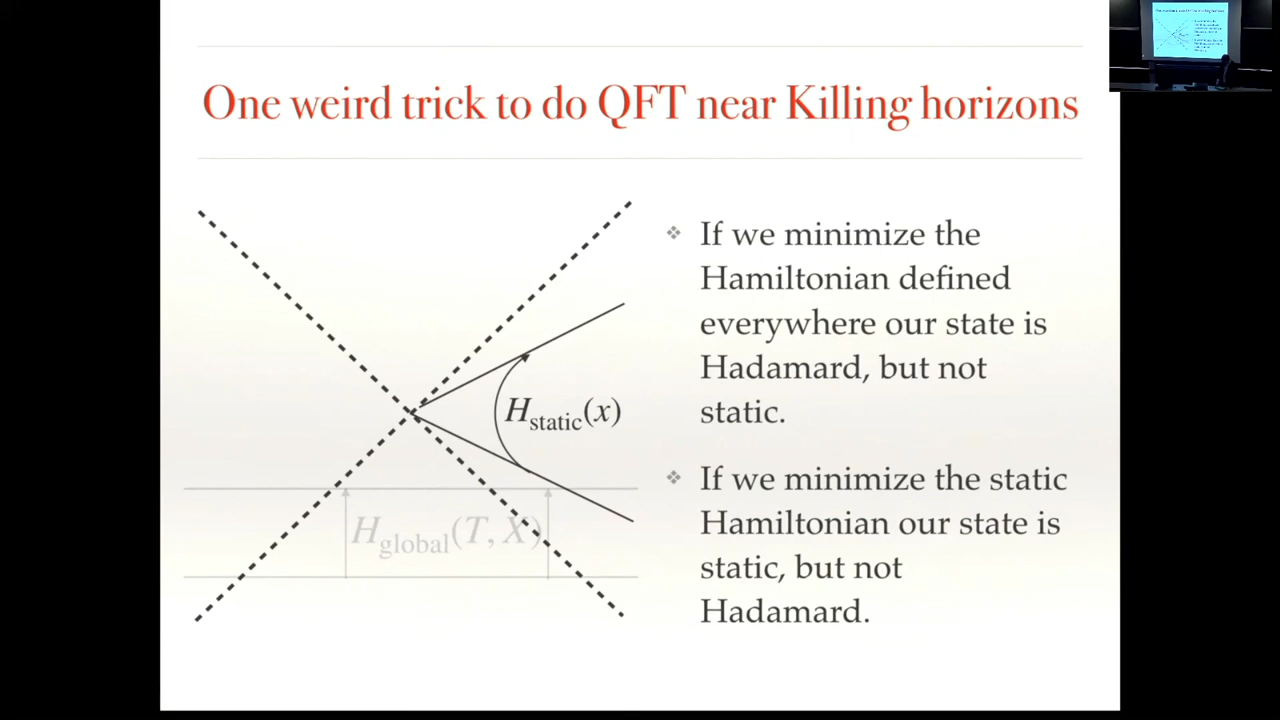 One weird trick to do QFT near Killing horizons
If we minimize the
Hamiltonian defined
everywhere our state is
Hadamard, but not
static.
If we minimize the static
Hamiltonian our state is
static, but not
Hadamard.
H_static(x)
H_global(T, X)